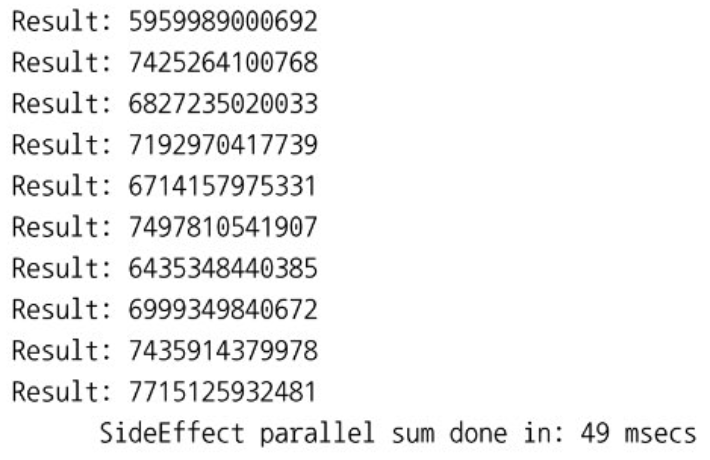 Result: 5959989000692
Result: 7425264100768
Result: 6827235020033
Result: 7192970417739
Result: 6714157975331
Result: 7497810541907
Result: 6435348440385
Result: 6999349840672
Result: 7435914379978
Result: 7715125932481
SideEffect parallel sum done in: 49 msecs